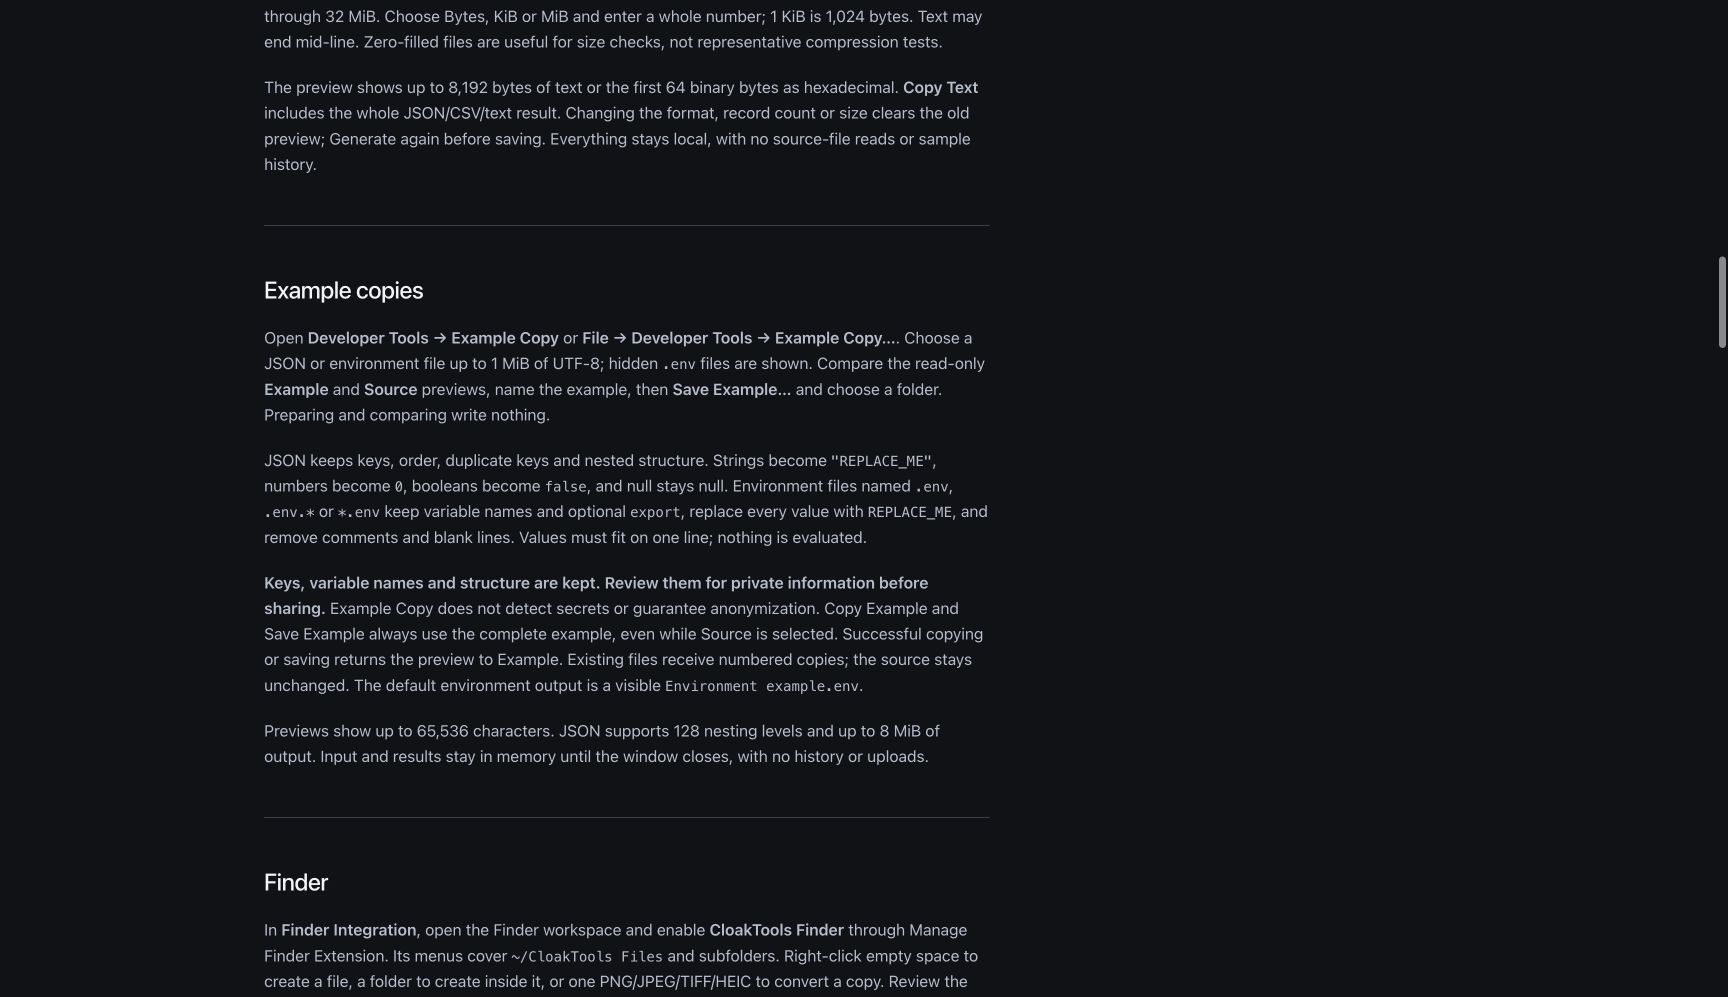 through 32 MiB. Choose Bytes, KiB or MiB and enter a whole number; 1 KiB is 1,024 bytes. Text may
end mid-line. Zero-filled files are useful for size checks, not representative compression tests.
The preview shows up to 8,192 bytes of text or the first 64 binary bytes as hexadecimal. Copy Text
includes the whole JSON/CSV/text result. Changing the format, record count or size clears the old
preview; Generate again before saving. Everything stays local, with no source-file reads or sample
history.
Example copies
Open Developer Tools → Example Copy or File → Developer Tools → Example Copy.... Choose a
JSON or environment file up to 1 MiB of UTF-8; hidden .env files are shown. Compare the read-only
Example and Source previews, name the example, then Save Example... and choose a folder.
Preparing and comparing write nothing.
JSON keeps keys, order, duplicate keys and nested structure. Strings become "REPLACE_ME",
numbers become 0, booleans become false, and null stays null. Environment files named .env,
.env.* or *.env keep variable names and optional export, replace every value with REPLACE_ME, and
remove comments and blank lines. Values must fit on one line; nothing is evaluated.
Keys, variable names and structure are kept. Review them for private information before
sharing. Example Copy does not detect secrets or guarantee anonymization. Copy Example and
Save Example always use the complete example, even while Source is selected. Successful copying
or saving returns the preview to Example. Existing files receive numbered copies; the source stays
unchanged. The default environment output is a visible Environment example.env.
Previews show up to 65,536 characters. JSON supports 128 nesting levels and up to 8 MiB of
output. Input and results stay in memory until the window closes, with no history or uploads.
Finder
In Finder Integration, open the Finder workspace and enable CloakTools Finder through Manage
Finder Extension. Its menus cover ~/CloakTools Files and subfolders. Right-click empty space to
create a file, a folder to create inside it, or one PNG/JPEG/TIFF/HEIC to convert a copy. Review the